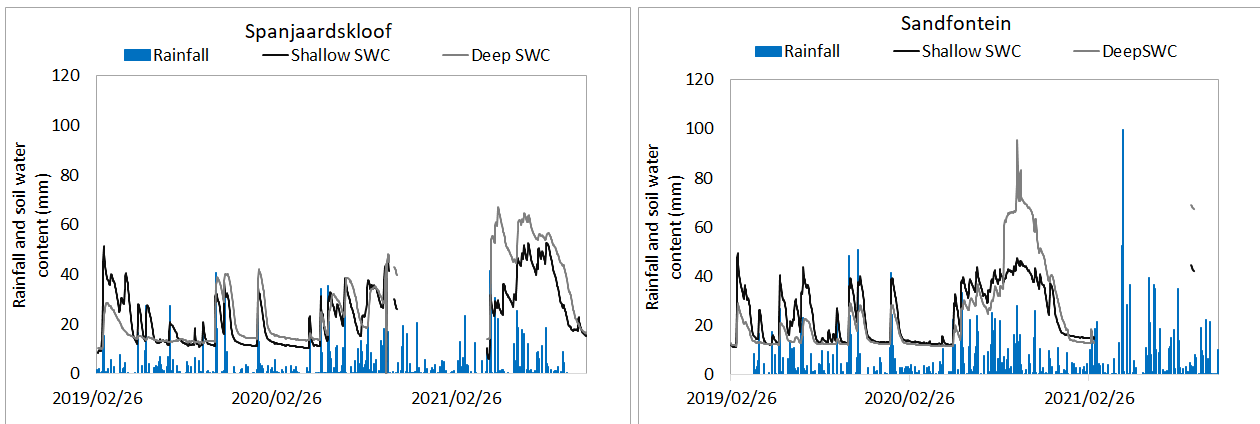 Spanjaardskloof
Rainfall Shallow SWC Deep SWC
Rainfall and soil water
content (mm)
120
100
80
60
40
20
0
2019/02/26 2020/02/26 2021/02/26
Sandfontein
Rainfall Shallow SWC DeepSWC
Rainfall and soil water
content (mm)
120
100
80
60
40
20
0
2019/02/26 2020/02/26 2021/02/26